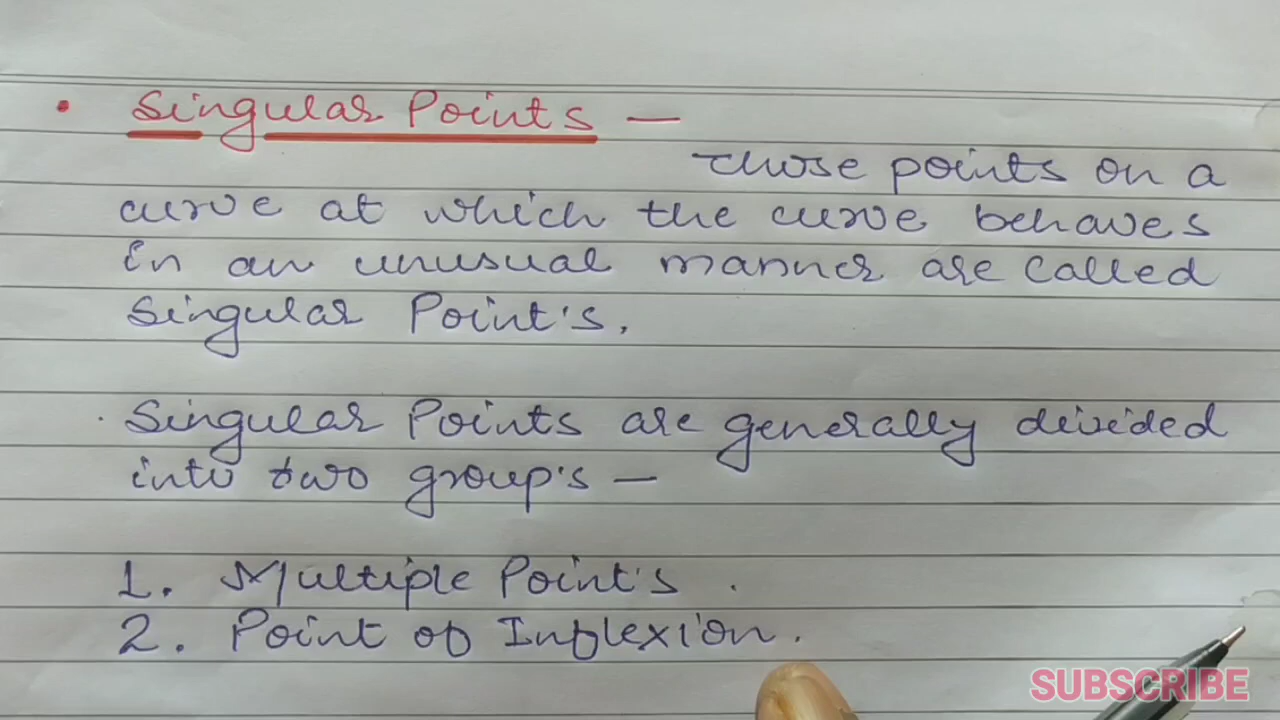 • Singular Points —
Those points on a
curve at which the curve behaves
in an unusual manner are called
Singular Point's.
Singular Points are generally divided
into two group's —
1. Multiple Point's.
2. Point of Inflexion.
SUBSCRIBE